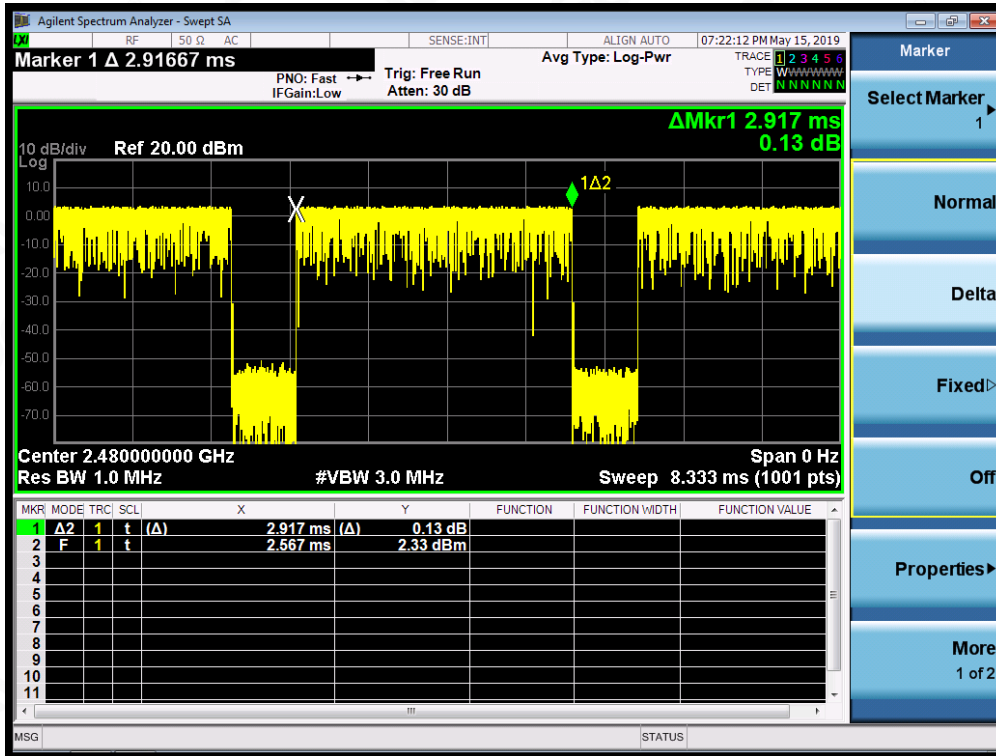 Agilent Spectrum Analyzer - Swept SA
LXI RF 50 Ω AC SENSE:INT ALIGN AUTO 07:22:12 PM May 15, 2019
Marker 1 Δ 2.91667 ms
PNO: Fast
IFGain:Low
Trig: Free Run
Atten: 30 dB
Avg Type: Log-Pwr
TRACE 1 2 3 4 5 6
TYPE WWWWWW
DET N N N N N N
ΔMkr1 2.917 ms
0.13 dB
10 dB/div Ref 20.00 dBm
Log
10.0
0.00
-10.0
-20.0
-30.0
-40.0
-50.0
-60.0
-70.0
1Δ2
Center 2.480000000 GHz Span 0 Hz
Res BW 1.0 MHz #VBW 3.0 MHz Sweep 8.333 ms (1001 pts)
MKR MODE TRC SCL X Y FUNCTION FUNCTION WIDTH FUNCTION VALUE
1 Δ2 1 t (Δ) 2.917 ms (Δ) 0.13 dB
2 F 1 t 2.567 ms 2.33 dBm
3
4
5
6
7
8
9
10
11
MSG STATUS
Marker
Select Marker
1
Normal
Delta
Fixed
Off
Properties
More
1 of 2